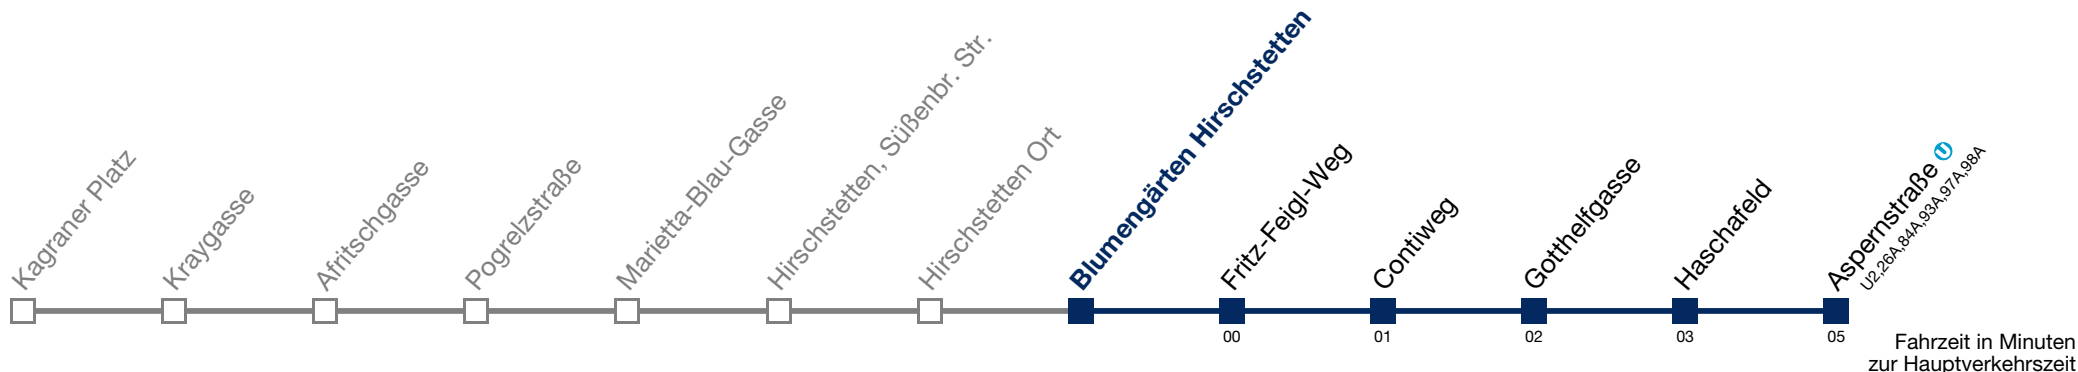 Kagraner Platz
Kraygasse
Afritschgasse
Pogrelzstraße
Marietta-Blau-Gasse
Hirschstetten, Süßenbr. Str.
Hirschstetten Ort
Blumengärten Hirschstetten
Fritz-Feigl-Weg
Contiweg
Gotthelfgasse
Haschafeld
Aspernstraße U
U2,26A,84A,93A,97A,98A
00
01
02
03
05
Fahrzeit in Minuten
zur Hauptverkehrszeit